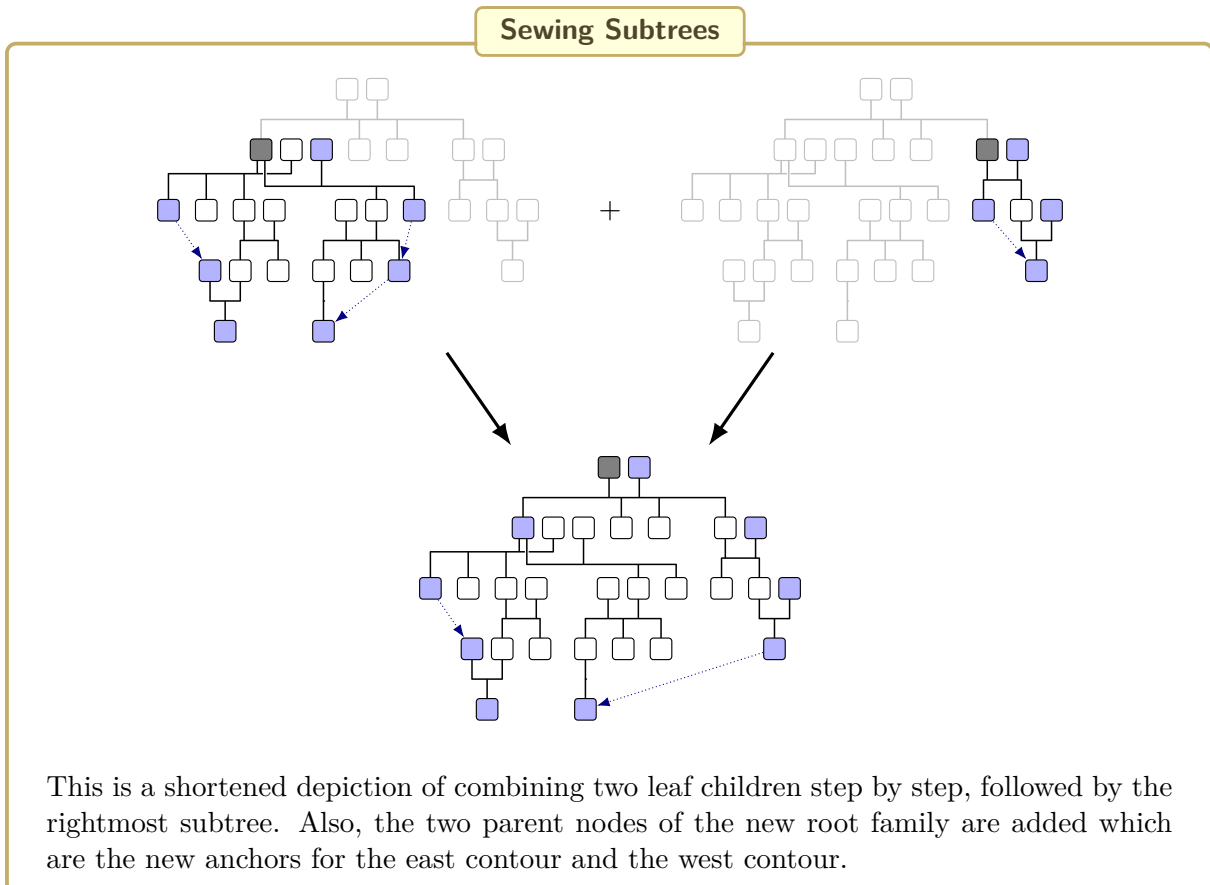 Sewing Subtrees
+
This is a shortened depiction of combining two leaf children step by step, followed by the
rightmost subtree. Also, the two parent nodes of the new root family are added which
are the new anchors for the east contour and the west contour.